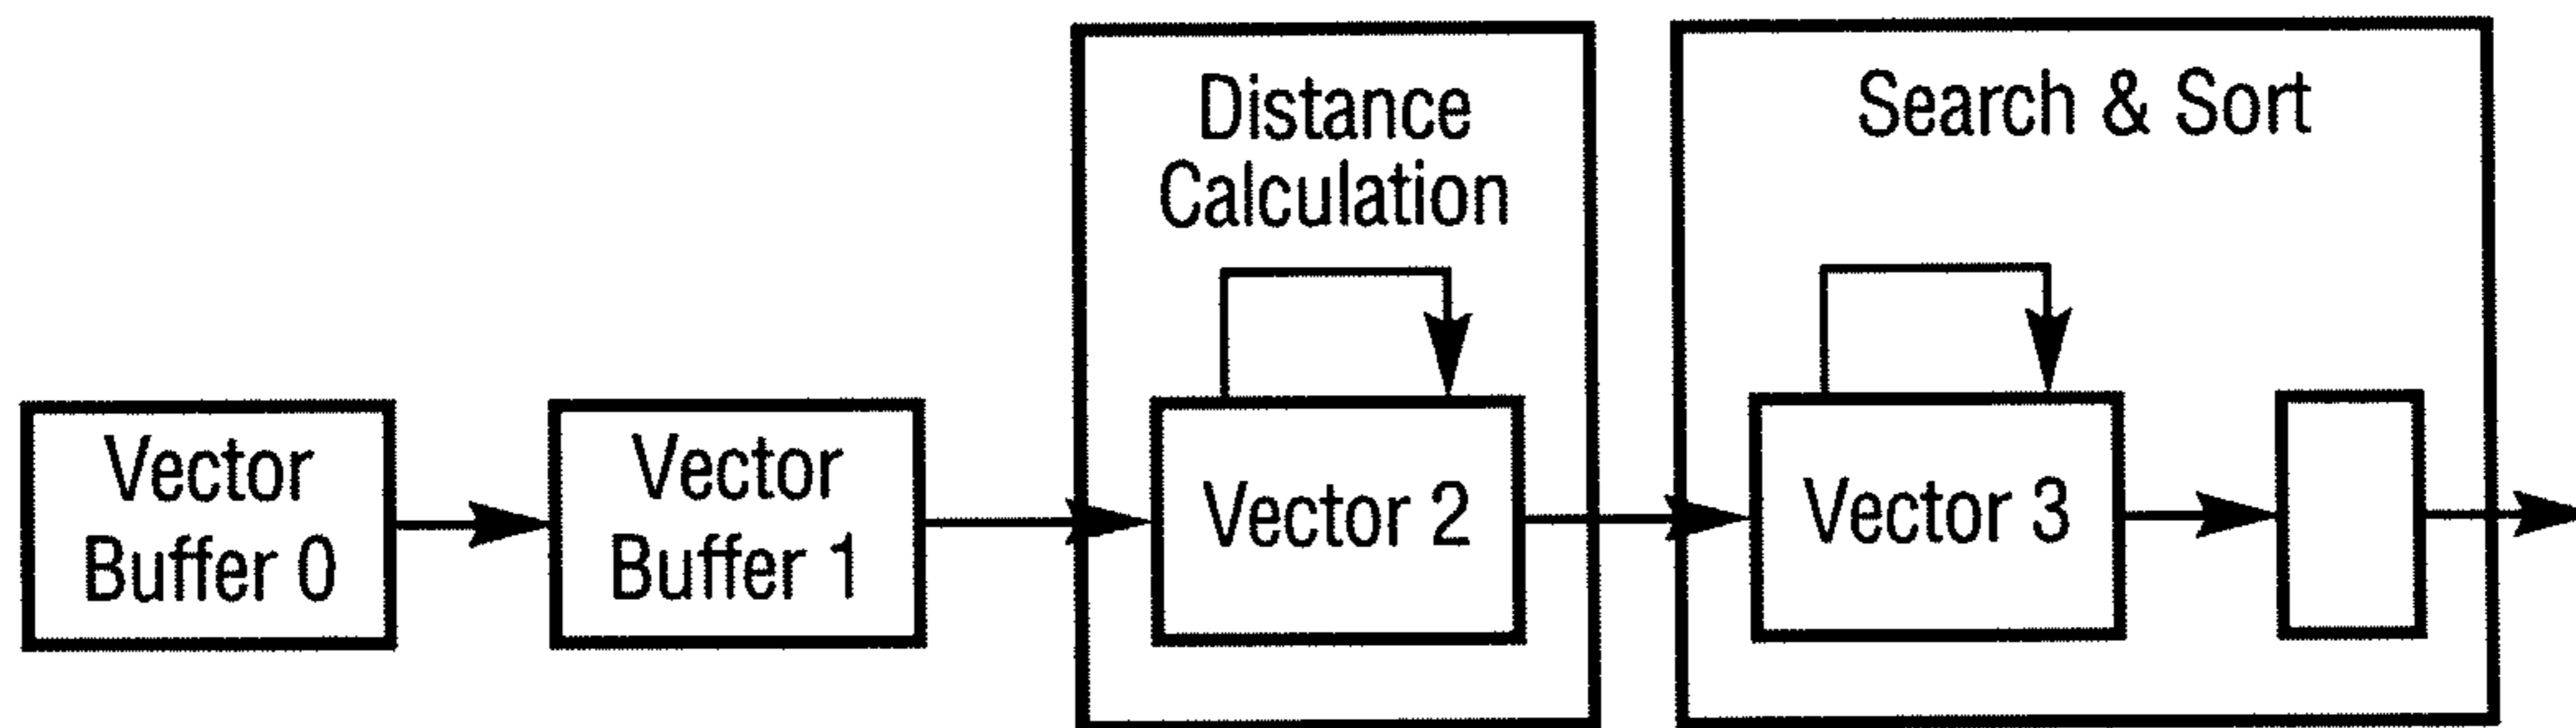 Distance
Calculation
Search & Sort
Vector
Buffer 0
Vector
Buffer 1
Vector 2
Vector 3